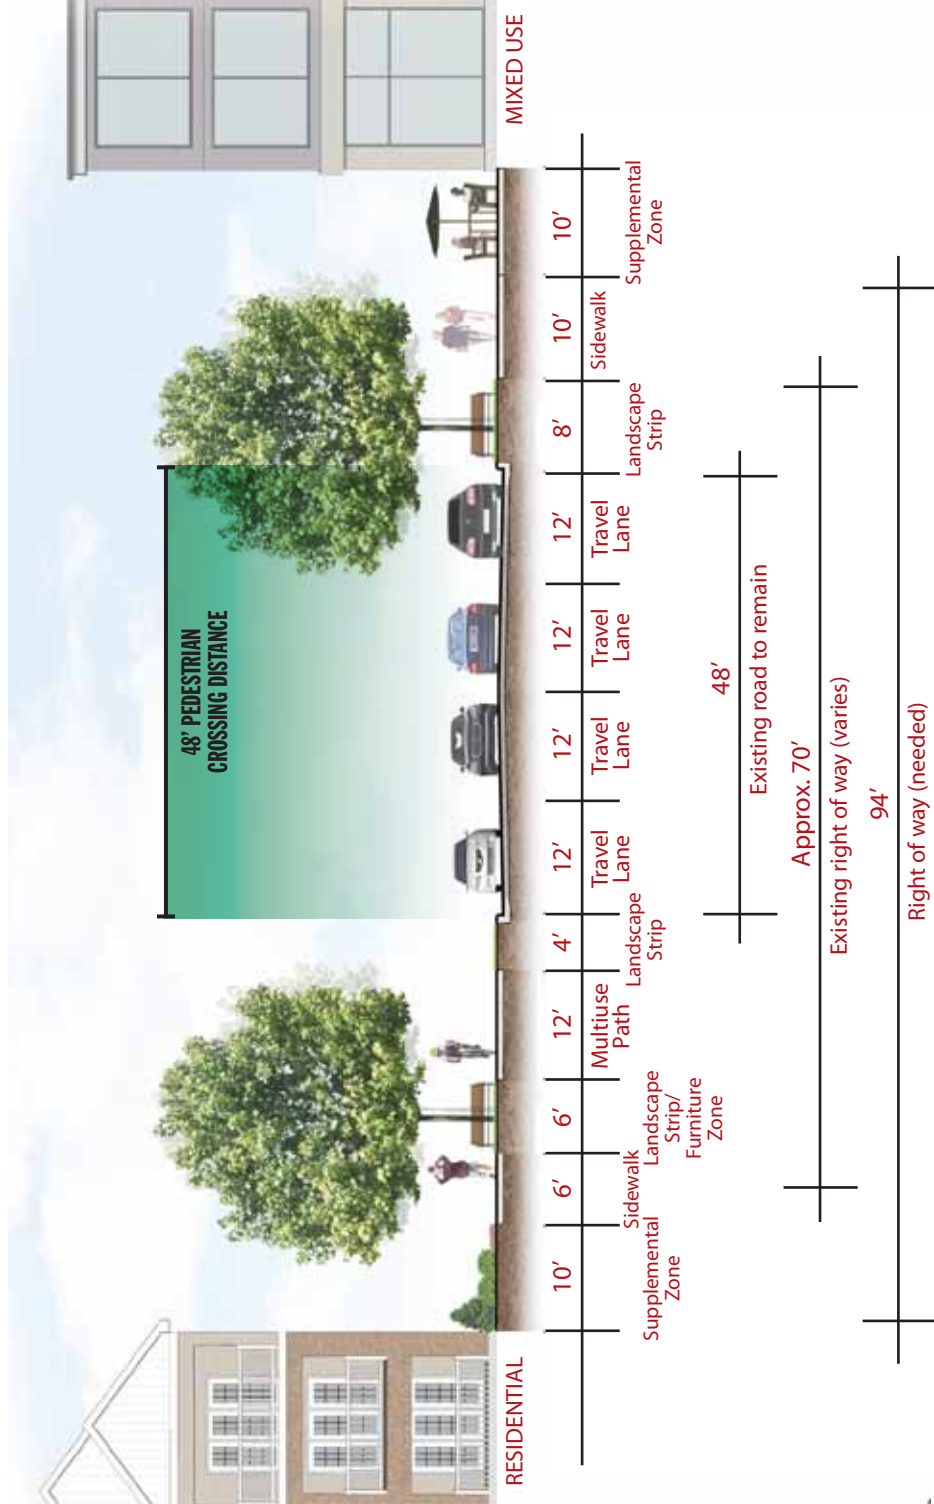 48' PEDESTRIAN
CROSSING DISTANCE
RESIDENTIAL
MIXED USE
10'
Supplemental
Zone
6'
Sidewalk
6'
Landscape
Strip/
Furniture
Zone
12'
Multiuse
Path
4'
Landscape
Strip
12'
Travel
Lane
12'
Travel
Lane
12'
Travel
Lane
12'
Travel
Lane
8'
Landscape
Strip
10'
Sidewalk
10'
Supplemental
Zone
48'
Existing road to remain
Approx. 70'
Existing right of way (varies)
94'
Right of way (needed)